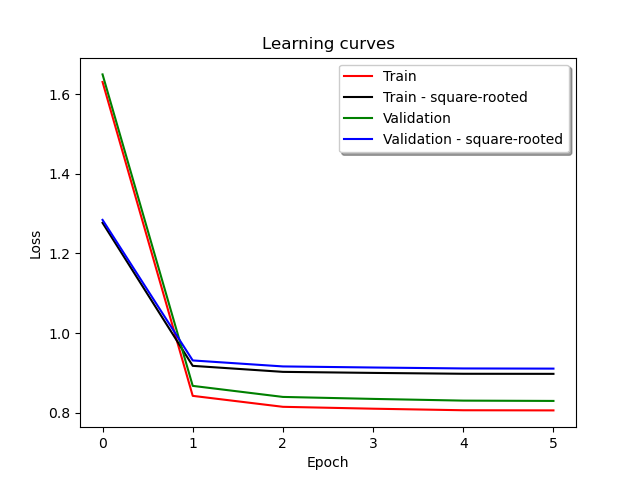 Learning curves
Train
Train - square-rooted
Validation
Validation - square-rooted
1.6
1.4
1.2
1.0
0.8
Loss
0 1 2 3 4 5
Epoch